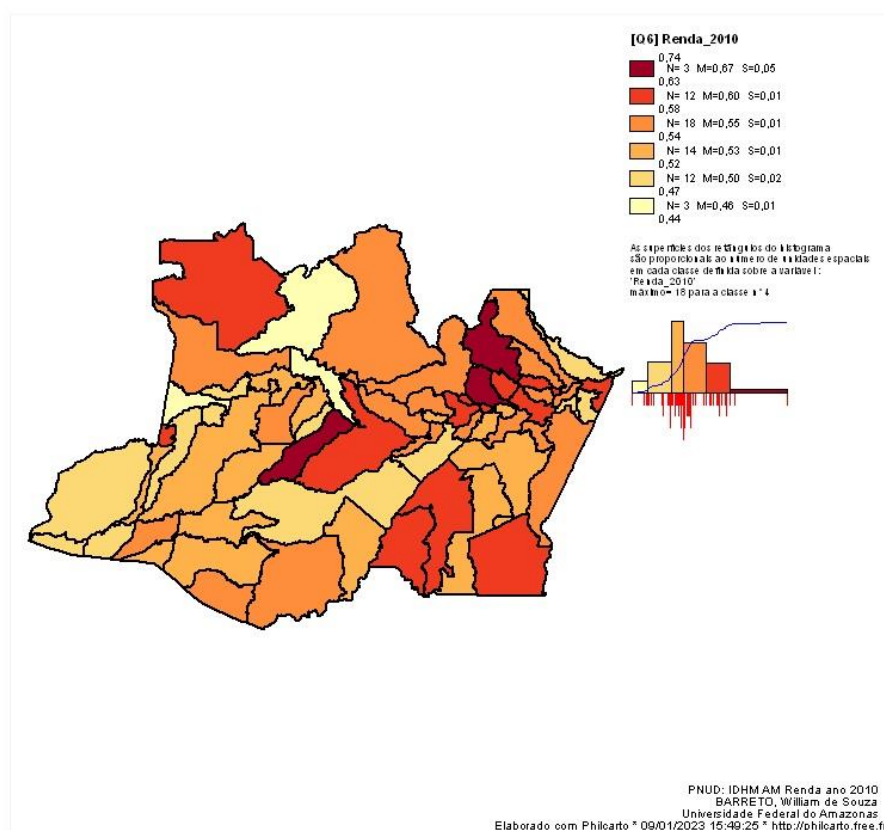 [Q6] Renda_2010
0,74
N= 3 M=0,67 S=0,05
0,63
N= 12 M=0,60 S=0,01
0,58
N= 18 M=0,55 S=0,01
0,54
N= 14 M=0,53 S=0,01
0,52
N= 12 M=0,50 S=0,02
0,47
N= 3 M=0,46 S=0,01
0,44
As superfícies dos retângulos do histograma
são proporcionais ao número de unidades espaciais
em cada classe definida sobre a variável :
'Renda_2010'
máximo= 18 para a classe n° 4
PNUD: IDHM AM Renda ano 2010
BARRETO, William de Souza
Universidade Federal do Amazonas
Elaborado com Philcarto * 09/01/2023 15:49:25 * http://philcarto.free.f